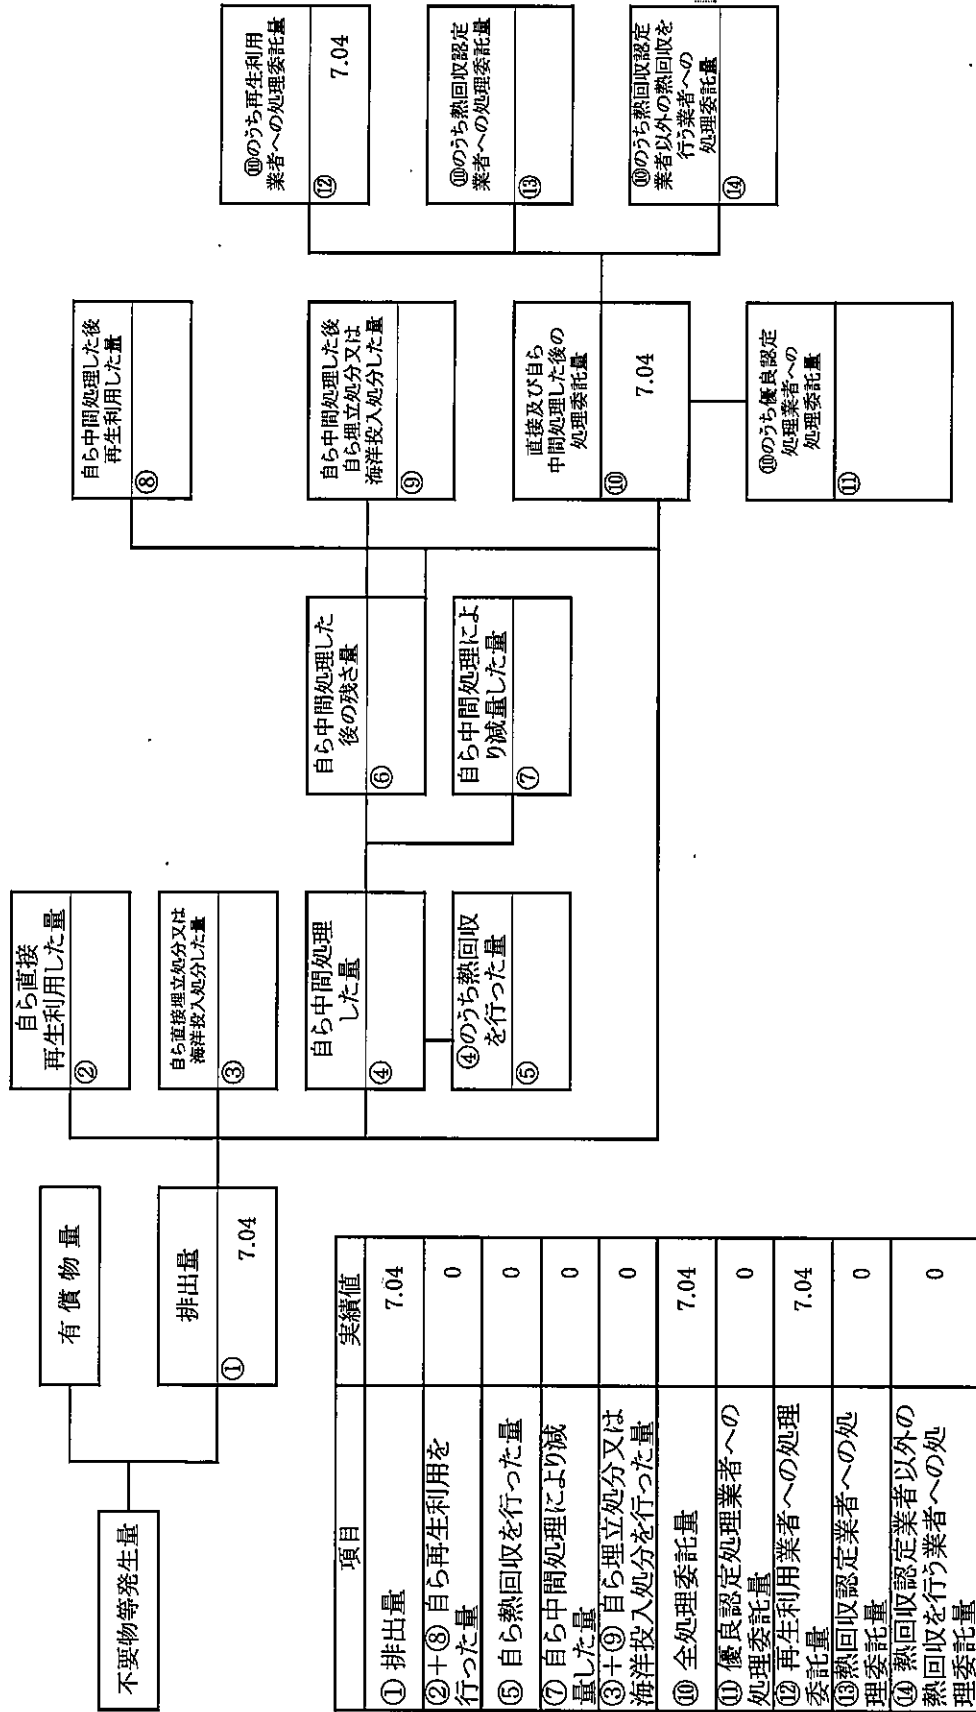 不要物等発生量
有償物量
排出量
①
7.04
自ら直接
再生利用した量
②
自ら直接埋立処分又は
海洋投入処分した量
③
自ら中間処理
した量
④
④のうち熱回収
を行った量
⑤
自ら中間処理した
後の残さ量
⑥
自ら中間処理によ
り減量した量
⑦
自ら中間処理した後
再生利用した量
⑧
自ら中間処理した後
自ら埋立処分又は
海洋投入処分した量
⑨
直接及び自ら
中間処理した後の
処理委託量
⑩
7.04
⑩のうち優良認定
処理業者への
処理委託量
⑪
⑩のうち再生利用
業者への処理委託量
⑫
7.04
⑩のうち熱回収認定
業者への処理委託量
⑬
⑩のうち熱回収認定
業者以外の熱回収を
行う業者への
処理委託量
⑭
項目 実績値
①排出量 7.04
②+⑧ 自ら再生利用を
行った量 0
⑤ 自ら熱回収を行った量 0
⑦ 自ら中間処理により減
量した量 0
③+⑨ 自ら埋立処分又は
海洋投入処分を行った量 0
⑩ 全処理委託量 7.04
⑪ 優良認定処理業者への
処理委託量 0
⑫ 再生利用業者への処理
委託量 7.04
⑬熱回収認定業者への処
理委託量 0
⑭ 熱回収認定業者以外の
熱回収を行う業者への処
理委託量 0